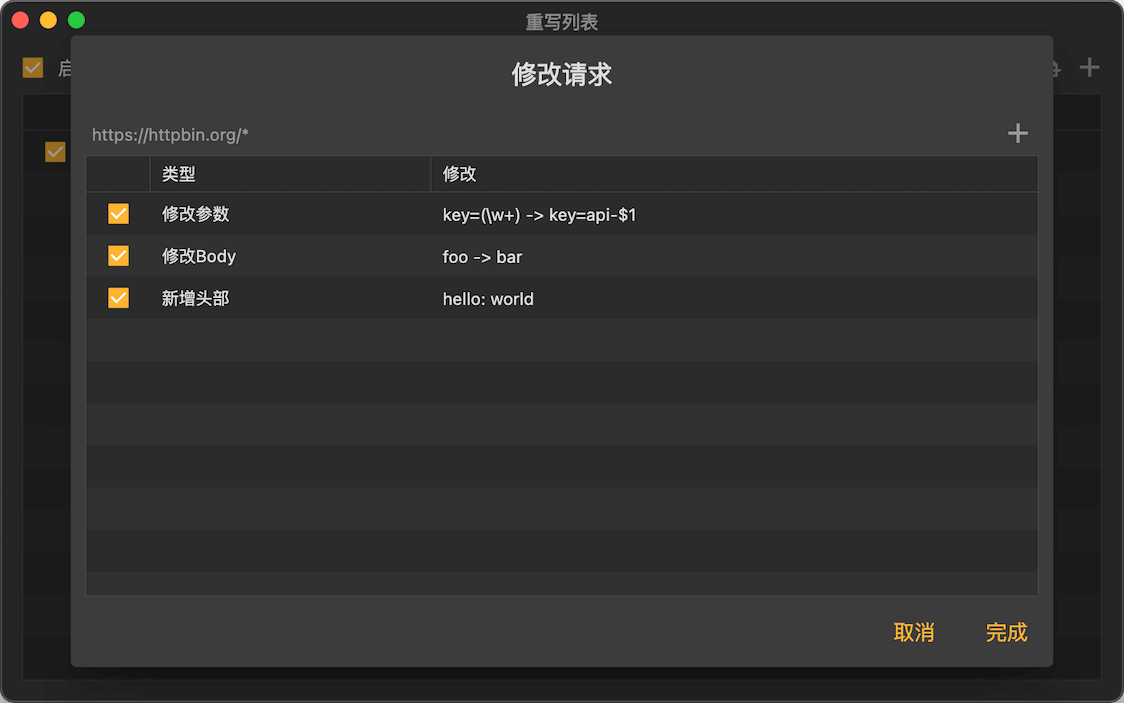 重写列表
启
修改请求
https://httpbin.org/*
类型 修改
修改参数 key=(\w+) -> key=api-$1
修改Body foo -> bar
新增头部 hello: world
取消 完成